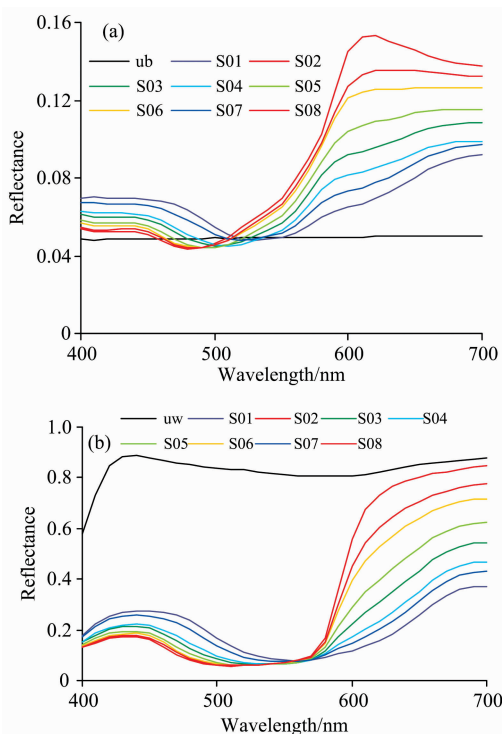 (a)
0.16
0.12
0.08
0.04
0
Reflectance
ub S01 S02
S03 S04 S05
S06 S07 S08
400 500 600 700
Wavelength/nm
(b)
1.0
0.8
0.6
0.4
0.2
0
Reflectance
uw S01 S02 S03 S04
S05 S06 S07 S08
400 500 600 700
Wavelength/nm